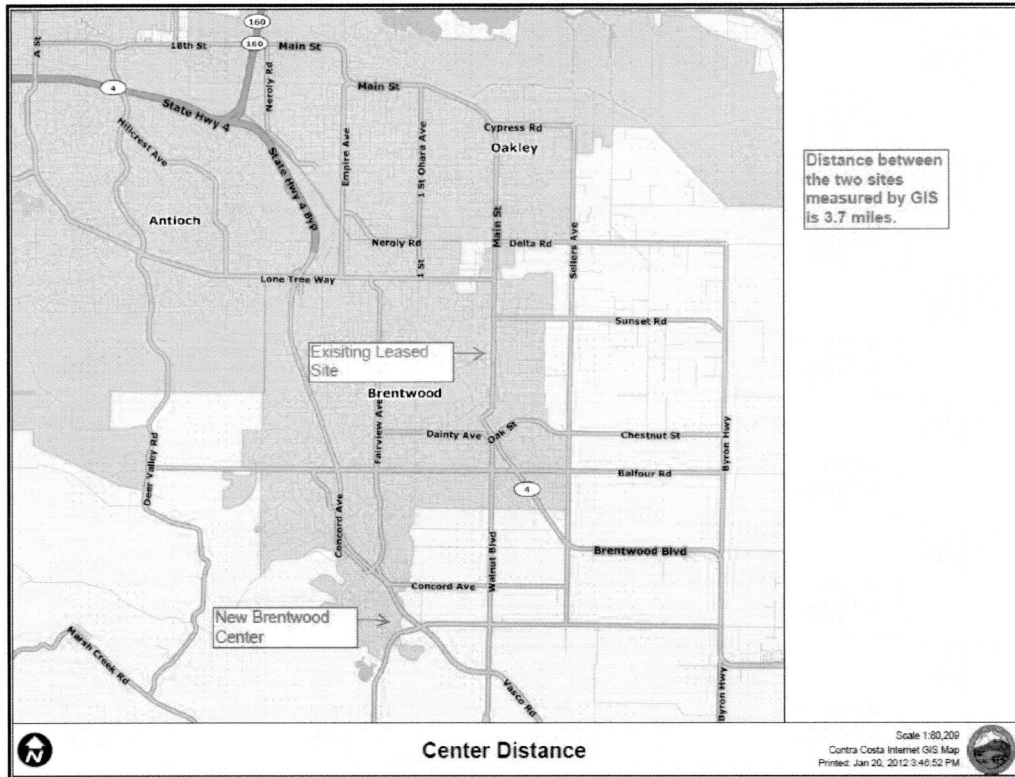 160
160
A St
18th St
Main St
Neroly Rd
4
State Hwy 4
Main St
Empire Ave
1 St Ohara Ave
Cypress Rd
Oakley
Hillcrest Ave
State Hwy 4 Byp
Distance between
the two sites
measured by GIS
is 3.7 miles.
Antioch
Main St
Sellers Ave
Neroly Rd
Delta Rd
1 St
Lone Tree Way
Sunset Rd
Exisiting Leased
Site
Brentwood
Fairview Ave
Dainty Ave
Oak St
Chestnut St
Byron Hwy
Deer Valley Rd
Balfour Rd
4
Concord Ave
Walnut Blvd
Brentwood Blvd
Concord Ave
New Brentwood
Center
Marsh Creek Rd
Vasco Rd
Byron Hwy
N
Center Distance
Scale 1:80,209
Contra Costa Internet GIS Map
Printed: Jan 20, 2012 3:46:52 PM